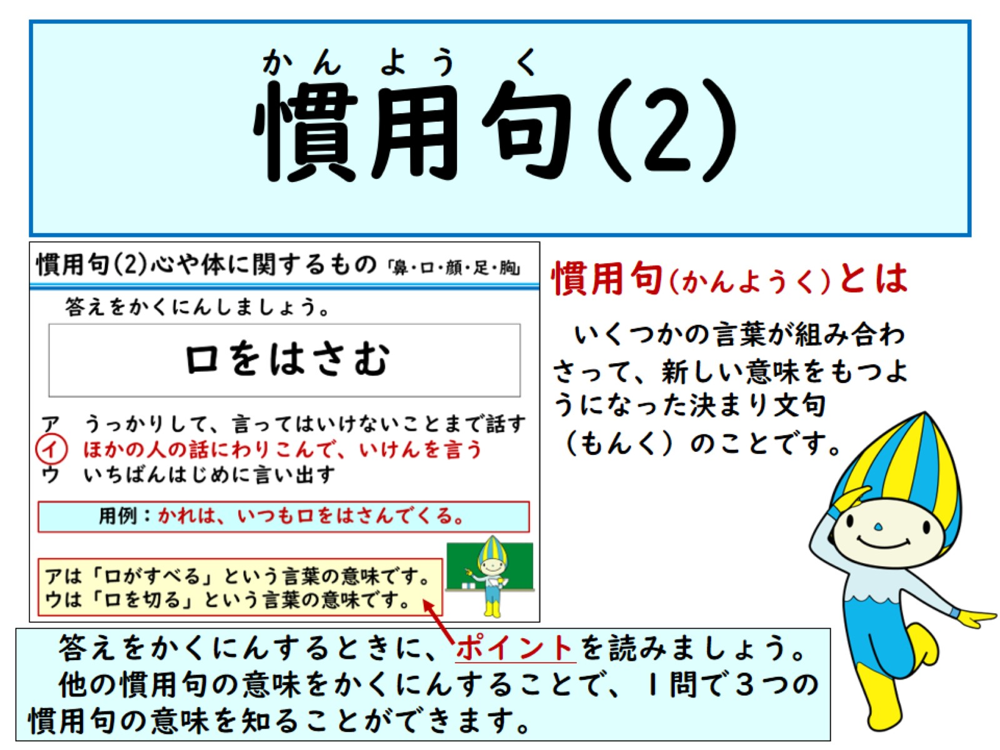 かんようく
慣用句(2)
慣用句(2)心や体に関するもの「鼻・口・顔・足・胸」
答えをかくにんしましょう。
口をはさむ
ア　うっかりして、言ってはいけないことまで話す
イ　ほかの人の話にわりこんで、いけんを言う
ウ　いちばんはじめに言い出す
用例：かれは、いつも口をはさんでくる。
アは「口がすべる」という言葉の意味です。
ウは「口を切る」という言葉の意味です。
慣用句(かんようく)とは
いくつかの言葉が組み合わ
さって、新しい意味をもつよ
うになった決まり文句
（もんく）のことです。
答えをかくにんするときに、ポイントを読みましょう。
他の慣用句の意味をかくにんすることで、１問で３つの
慣用句の意味を知ることができます。